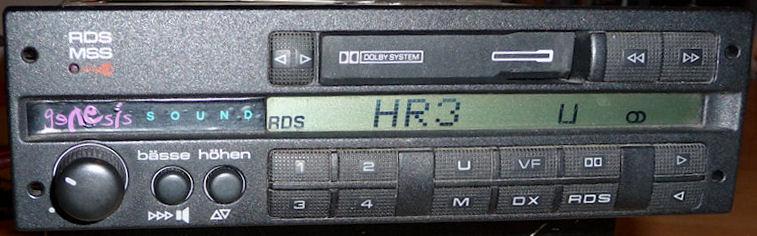 RDS
MSS
DOLBY SYSTEM
genesis SOUND
RDS HR3 U
bässe höhen
1 2 U VF
3 4 M DX RDS